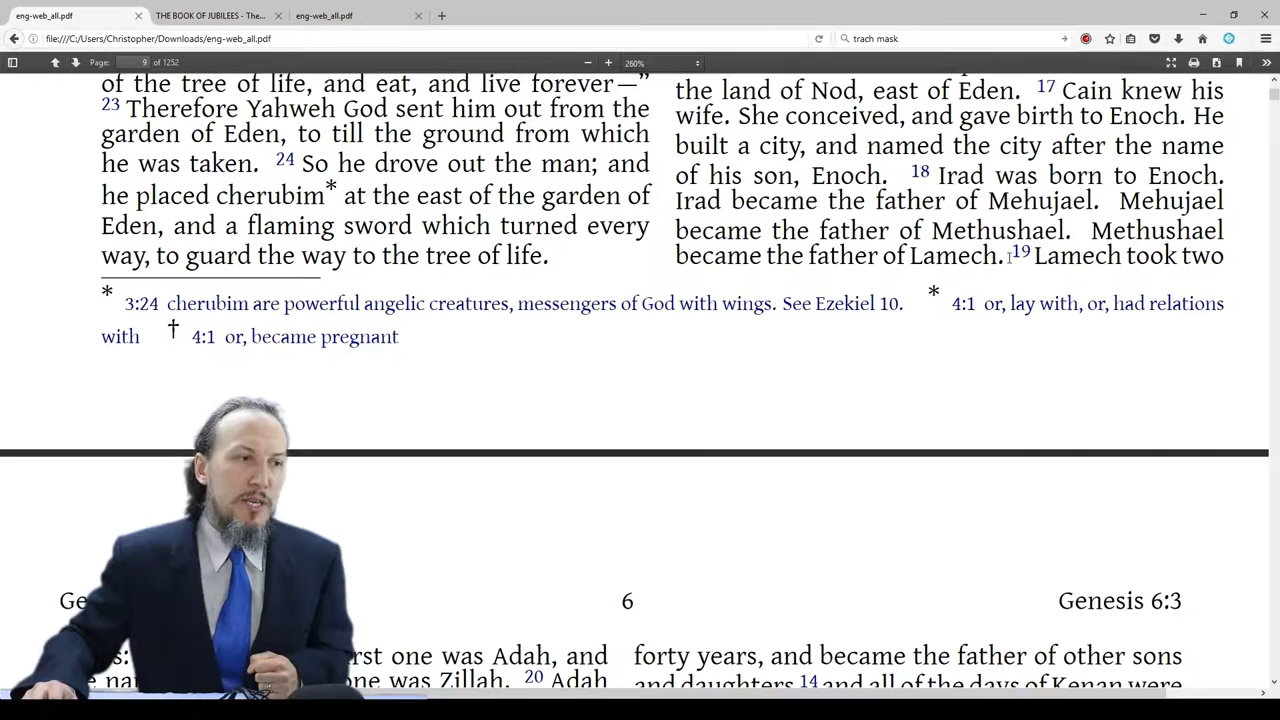 eng-web_all.pdf
THE BOOK OF JUBILEES - The...
eng-web_all.pdf
file:///C:/Users/Christopher/Downloads/eng-web_all.pdf
trach mask
Page: 9 of 1252
260%
of the tree of life, and eat, and live forever—”
23 Therefore Yahweh God sent him out from the
garden of Eden, to till the ground from which
he was taken. 24 So he drove out the man; and
he placed cherubim* at the east of the garden of
Eden, and a flaming sword which turned every
way, to guard the way to the tree of life.
the land of Nod, east of Eden. 17 Cain knew his
wife. She conceived, and gave birth to Enoch. He
built a city, and named the city after the name
of his son, Enoch. 18 Irad was born to Enoch.
Irad became the father of Mehujael. Mehujael
became the father of Methushael. Methushael
became the father of Lamech. 19 Lamech took two
* 3:24 cherubim are powerful angelic creatures, messengers of God with wings. See Ezekiel 10. * 4:1 or, lay with, or, had relations
with † 4:1 or, became pregnant
6
Genesis 6:3
rst one was Adah, and
one was Zillah. 20 Adah
forty years, and became the father of other sons
and daughters 14 and all of the days of Kenan were